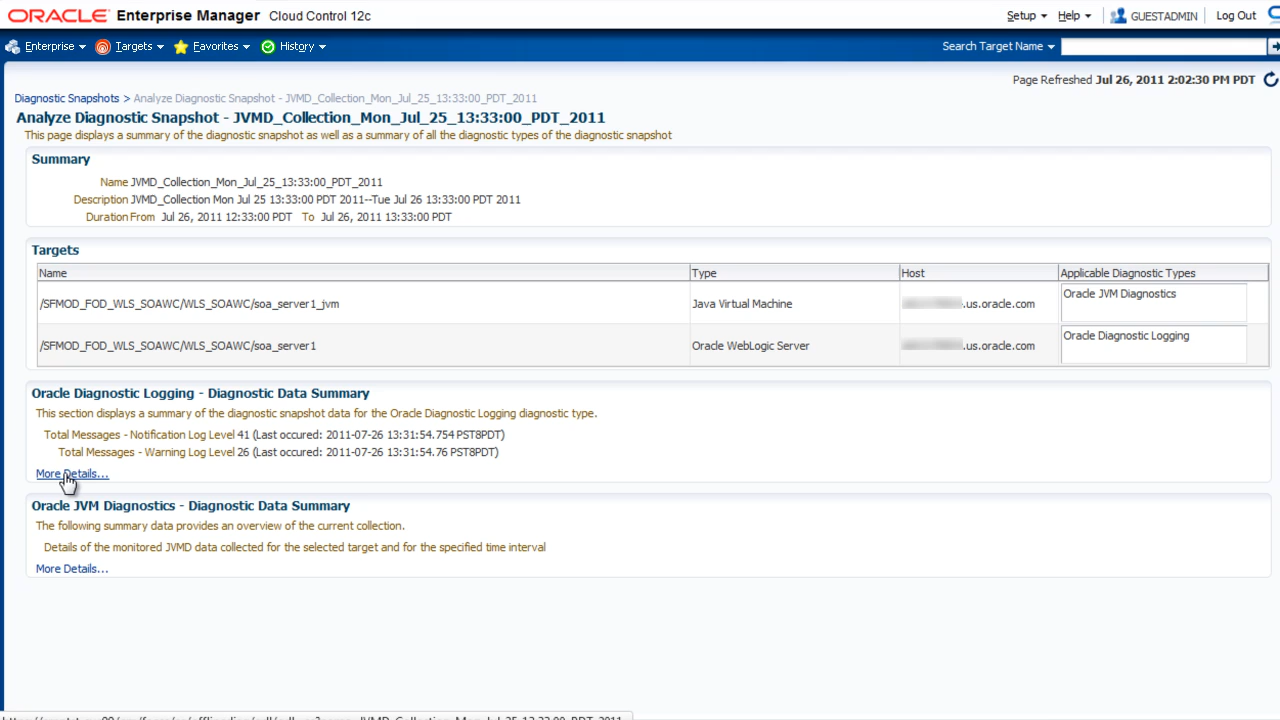 ORACLE Enterprise Manager Cloud Control 12c
Setup Help GUESTADMIN Log Out
Enterprise Targets Favorites History Search Target Name
Page Refreshed Jul 26, 2011 2:02:30 PM PDT
Diagnostic Snapshots > Analyze Diagnostic Snapshot - JVMD_Collection_Mon_Jul_25_13:33:00_PDT_2011
Analyze Diagnostic Snapshot - JVMD_Collection_Mon_Jul_25_13:33:00_PDT_2011
This page displays a summary of the diagnostic snapshot as well as a summary of all the diagnostic types of the diagnostic snapshot
Summary
Name JVMD_Collection_Mon_Jul_25_13:33:00_PDT_2011
Description JVMD_Collection Mon Jul 25 13:33:00 PDT 2011--Tue Jul 26 13:33:00 PDT 2011
Duration From Jul 26, 2011 12:33:00 PDT To Jul 26, 2011 13:33:00 PDT
Targets
Name Type Host Applicable Diagnostic Types
/SFMOD_FOD_WLS_SOAWC/WLS_SOAWC/soa_server1_jvm Java Virtual Machine .us.oracle.com Oracle JVM Diagnostics
/SFMOD_FOD_WLS_SOAWC/WLS_SOAWC/soa_server1 Oracle WebLogic Server .us.oracle.com Oracle Diagnostic Logging
Oracle Diagnostic Logging - Diagnostic Data Summary
This section displays a summary of the diagnostic snapshot data for the Oracle Diagnostic Logging diagnostic type.
Total Messages - Notification Log Level 41 (Last occured: 2011-07-26 13:31:54.754 PST8PDT)
Total Messages - Warning Log Level 26 (Last occured: 2011-07-26 13:31:54.76 PST8PDT)
More Details...
Oracle JVM Diagnostics - Diagnostic Data Summary
The following summary data provides an overview of the current collection.
Details of the monitored JVMD data collected for the selected target and for the specified time interval
More Details...